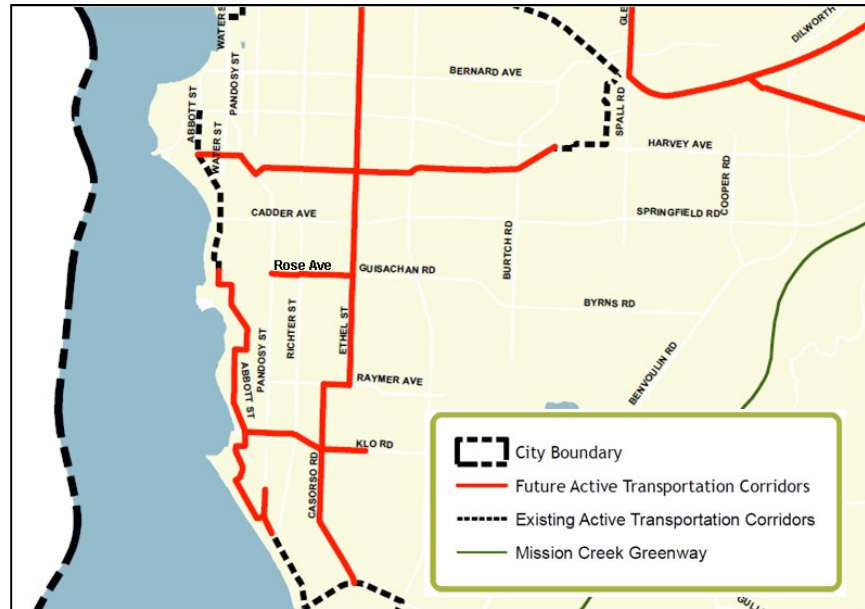 WATER ST
GLE
DILWORTH
PANDOSY ST
BERNARD AVE
ABBOTT ST
WATER ST
SPALL RD
HARVEY AVE
COOPER RD
CADDER AVE
SPRINGFIELD RD
BURTCH RD
Rose Ave
GUISACHAN RD
BYRNS RD
RICHTER ST
ETHEL ST
PANDOSY ST
ABBOTT ST
RAYMER AVE
BENVOULIN RD
KLO RD
CASORSO RD
City Boundary
Future Active Transportation Corridors
Existing Active Transportation Corridors
Mission Creek Greenway
GUL